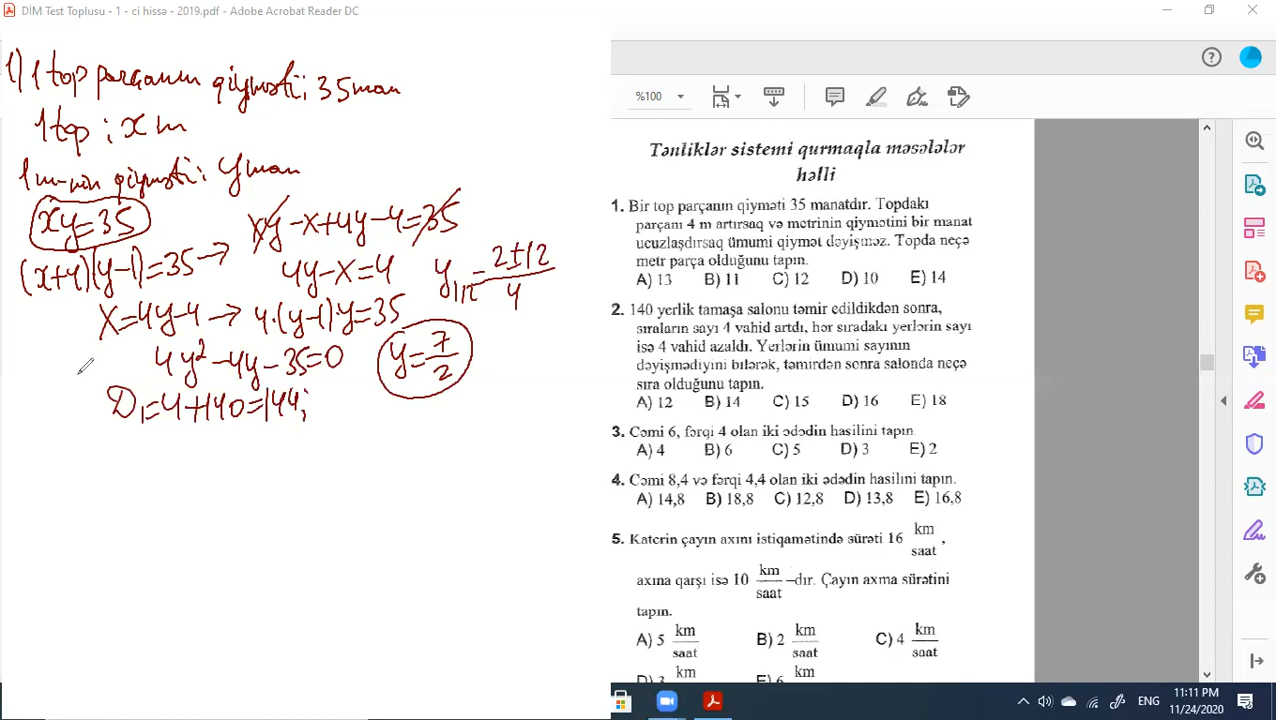 DİM Test Toplusu - 1 - ci hissə - 2019.pdf - Adobe Acrobat Reader DC
1) 1 top parçanın qiyməti: 35 man
1 top : x m
1 m-nin qiyməti: y man
xy=35
xy-x+4y-4=35
(x+4)(y-1)=35→
4y-x=4
y1,2=2±12/4
x=4y-4→4·(y-1)y=35
4y²-4y-35=0
y=7/2
D1=4+140=144;
%100
Tənliklər sistemi qurmaqla məsələlər
həlli
1. Bir top parçanın qiyməti 35 manatdır. Topdakı
parçanı 4 m artırsaq və metrinin qiymətini bir manat
ucuzlaşdırsaq ümumi qiymət dəyişməz. Topda neçə
metr parça olduğunu tapın.
A) 13 B) 11 C) 12 D) 10 E) 14
2. 140 yerlik tamaşa salonu təmir edildikdən sonra,
sıraların sayı 4 vahid artdı, hər sıradakı yerlərin sayı
isə 4 vahid azaldı. Yerlərin ümumi sayının
dəyişmədiyini bilərək, təmirdən sonra salonda neçə
sıra olduğunu tapın.
A) 12 B) 14 C) 15 D) 16 E) 18
3. Cəmi 6, fərqi 4 olan iki ədədin hasilini tapın.
A) 4 B) 6 C) 5 D) 3 E) 2
4. Cəmi 8,4 və fərqi 4,4 olan iki ədədin hasilini tapın.
A) 14,8 B) 18,8 C) 12,8 D) 13,8 E) 16,8
5. Katerin çayın axını istiqamətində sürəti 16 km/saat,
axına qarşı isə 10 km/saat –dır. Çayın axma sürətini
tapın.
A) 5 km/saat B) 2 km/saat C) 4 km/saat
D) 3 km E) 6 km
ENG
11:11 PM
11/24/2020